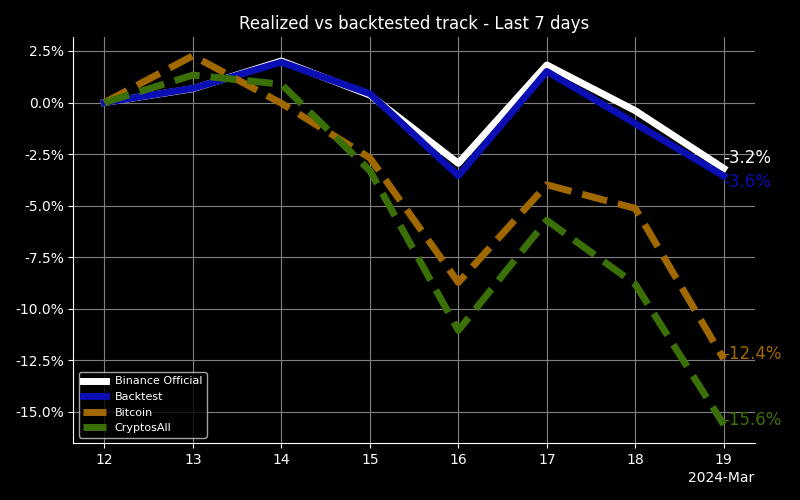 Realized vs backtested track - Last 7 days
2.5%
0.0%
-2.5%
-5.0%
-7.5%
-10.0%
-12.5%
-15.0%
-3.2%
-3.6%
-12.4%
-15.6%
Binance Official
Backtest
Bitcoin
CryptosAll
12 13 14 15 16 17 18 19
2024-Mar